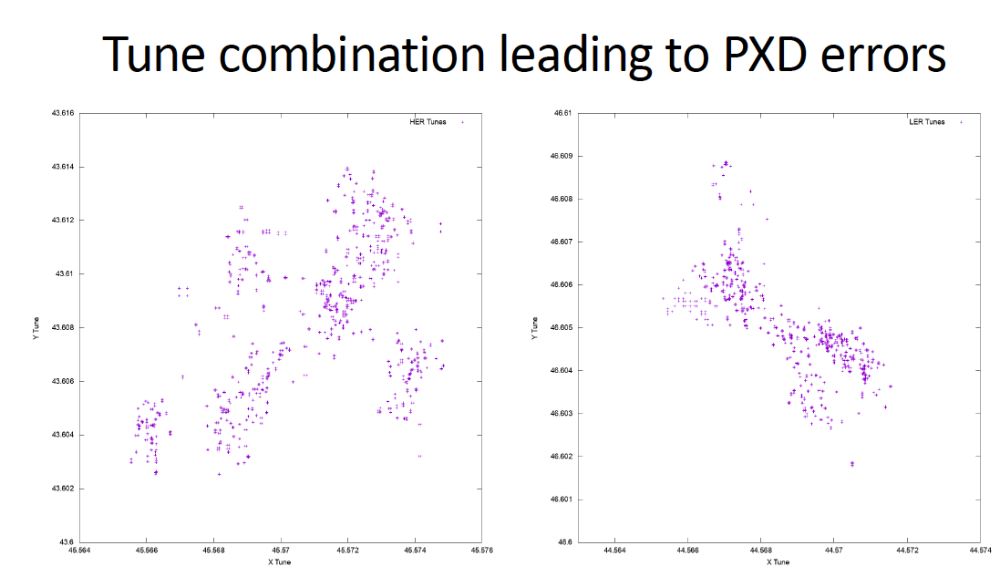 Tune combination leading to PXD errors
43.616
43.614
43.612
43.61
43.608
43.606
43.604
43.602
43.6
Y Tune
HER Tunes
45.564 45.566 45.568 45.57 45.572 45.574 45.576
X Tune
46.61
46.609
46.608
46.607
46.606
46.605
46.604
46.603
46.602
46.601
46.6
Y Tune
LER Tunes
44.564 44.566 44.568 44.57 44.572 44.574
X Tune